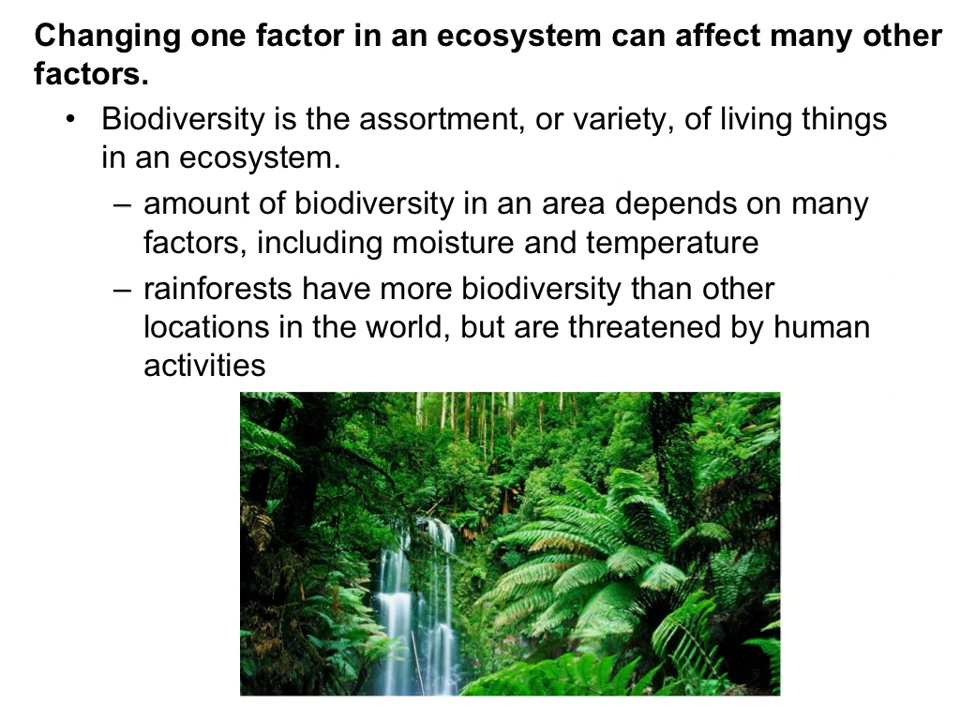 Changing one factor in an ecosystem can affect many other
factors.
• Biodiversity is the assortment, or variety, of living things
in an ecosystem.
– amount of biodiversity in an area depends on many
factors, including moisture and temperature
– rainforests have more biodiversity than other
locations in the world, but are threatened by human
activities